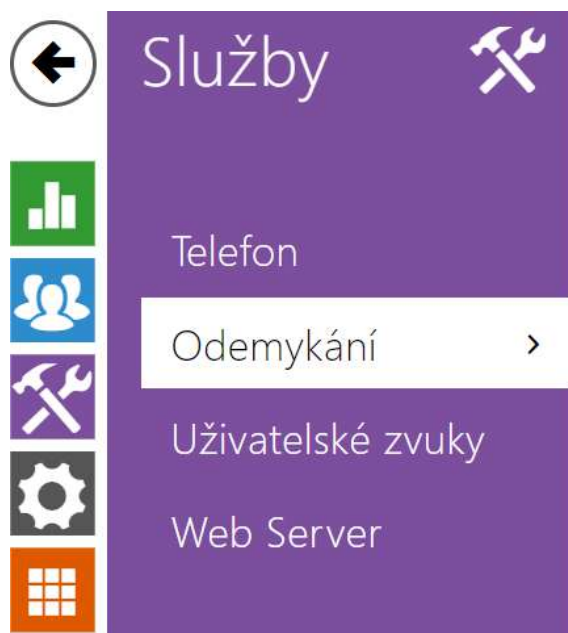 Služby
Telefon
Odemykání
Uživatelské zvuky
Web Server